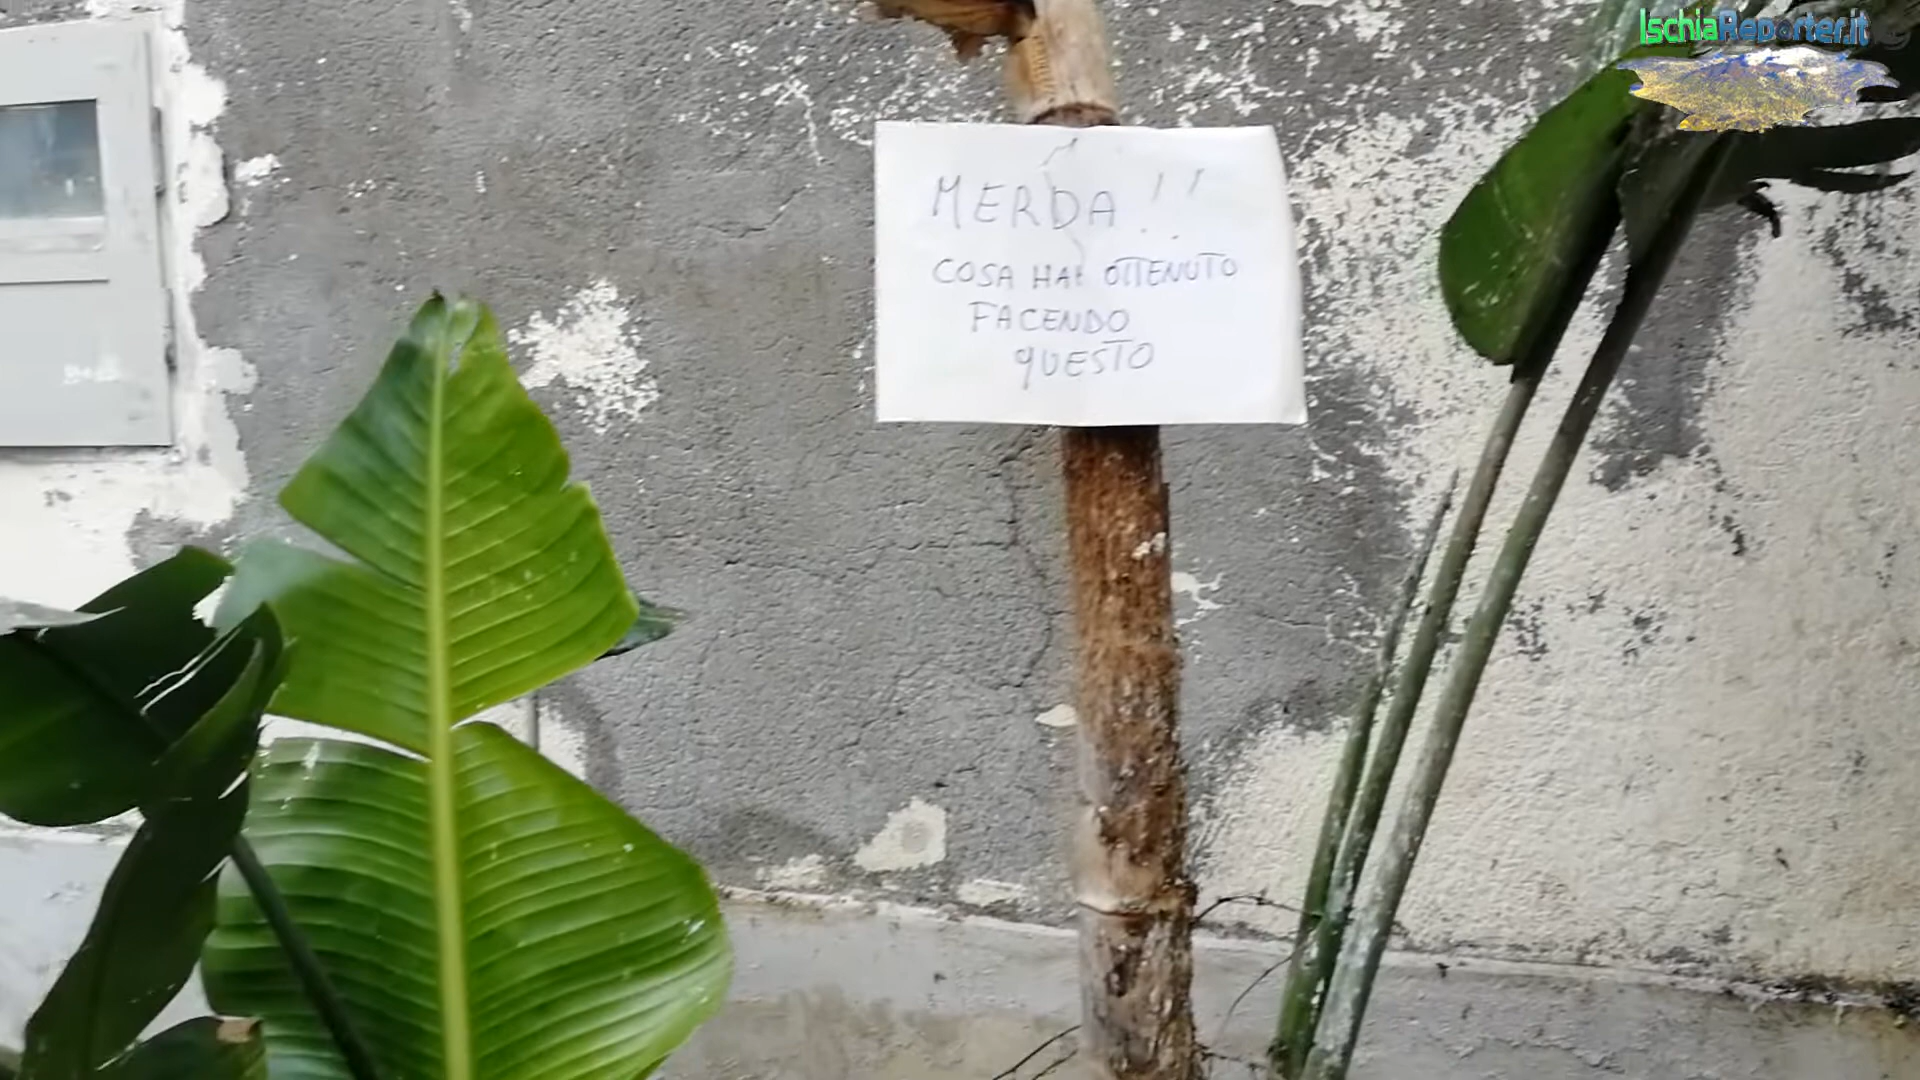 IschiaReporter.it
MERDA!!
COSA HAI OTTENUTO
FACENDO
QUESTO